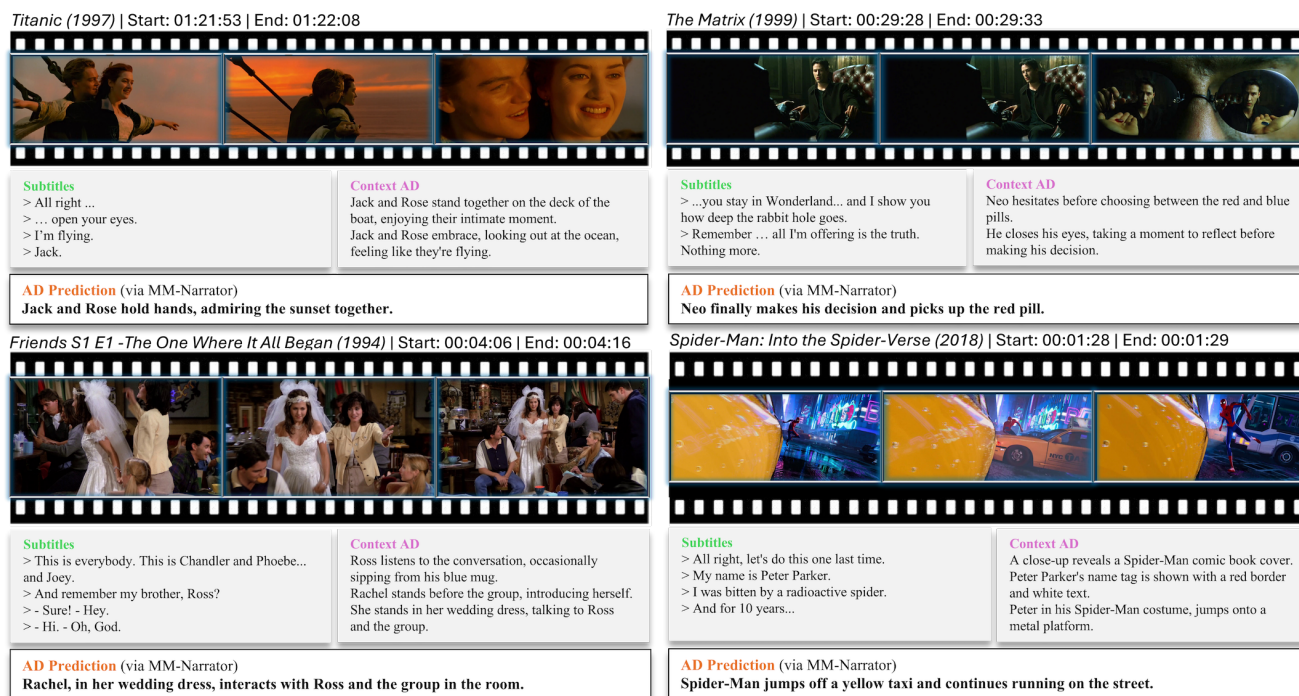 Titanic (1997) | Start: 01:21:53 | End: 01:22:08
Subtitles
> All right ...
> … open your eyes.
> I'm flying.
> Jack.
Context AD
Jack and Rose stand together on the deck of the
boat, enjoying their intimate moment.
Jack and Rose embrace, looking out at the ocean,
feeling like they're flying.
AD Prediction (via MM-Narrator)
Jack and Rose hold hands, admiring the sunset together.
The Matrix (1999) | Start: 00:29:28 | End: 00:29:33
Subtitles
> ...you stay in Wonderland... and I show you
how deep the rabbit hole goes.
> Remember … all I'm offering is the truth.
Nothing more.
Context AD
Neo hesitates before choosing between the red and blue
pills.
He closes his eyes, taking a moment to reflect before
making his decision.
AD Prediction (via MM-Narrator)
Neo finally makes his decision and picks up the red pill.
Friends S1 E1 -The One Where It All Began (1994) | Start: 00:04:06 | End: 00:04:16
Subtitles
> This is everybody. This is Chandler and Phoebe...
and Joey.
> And remember my brother, Ross?
> - Sure! - Hey.
> - Hi. - Oh, God.
Context AD
Ross listens to the conversation, occasionally
sipping from his blue mug.
Rachel stands before the group, introducing herself.
She stands in her wedding dress, talking to Ross
and the group.
AD Prediction (via MM-Narrator)
Rachel, in her wedding dress, interacts with Ross and the group in the room.
Spider-Man: Into the Spider-Verse (2018) | Start: 00:01:28 | End: 00:01:29
Subtitles
> All right, let's do this one last time.
> My name is Peter Parker.
> I was bitten by a radioactive spider.
> And for 10 years...
Context AD
A close-up reveals a Spider-Man comic book cover.
Peter Parker's name tag is shown with a red border
and white text.
Peter in his Spider-Man costume, jumps onto a
metal platform.
AD Prediction (via MM-Narrator)
Spider-Man jumps off a yellow taxi and continues running on the street.